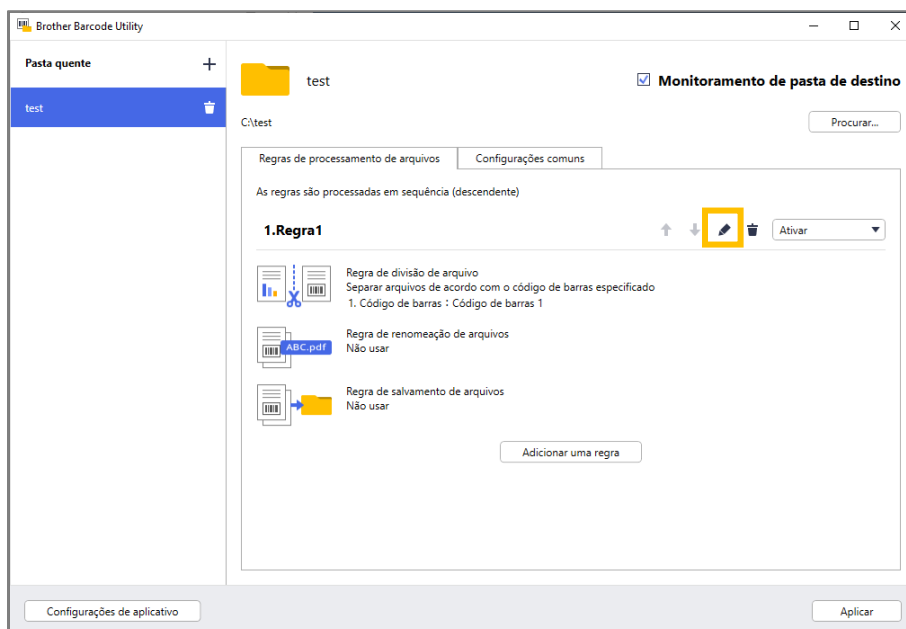 Brother Barcode Utility
Pasta quente
test
test
Monitoramento de pasta de destino
C:\test
Procurar...
Regras de processamento de arquivos
Configurações comuns
As regras são processadas em sequência (descendente)
1.Regra1
Ativar
Regra de divisão de arquivo
Separar arquivos de acordo com o código de barras especificado
1. Código de barras : Código de barras 1
ABC.pdf
Regra de renomeação de arquivos
Não usar
Regra de salvamento de arquivos
Não usar
Adicionar uma regra
Configurações de aplicativo
Aplicar